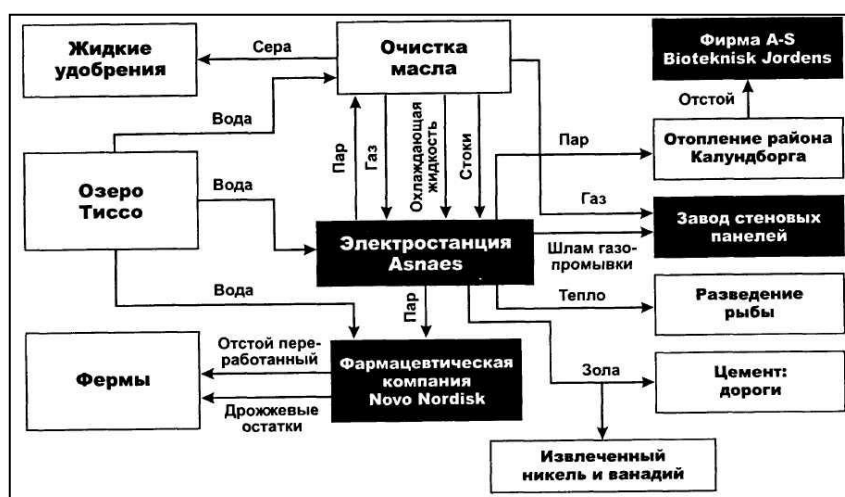 Жидкие
удобрения
Сера
Очистка
масла
Фирма A-S
Bioteknisk Jordens
Отстой
Вода
Пар
Газ
Охлаждающая
жидкость
Стоки
Пар
Отопление района
Калундборга
Озеро
Тиссо
Вода
Газ
Завод стеновых
панелей
Электростанция
Asnaes
Шлам газо-
промывки
Вода
Пар
Тепло
Разведение
рыбы
Отстой пере-
работанный
Фермы
Фармацевтическая
компания
Novo Nordisk
Дрожжевые
остатки
Зола
Цемент:
дороги
Извлеченный
никель и ванадий